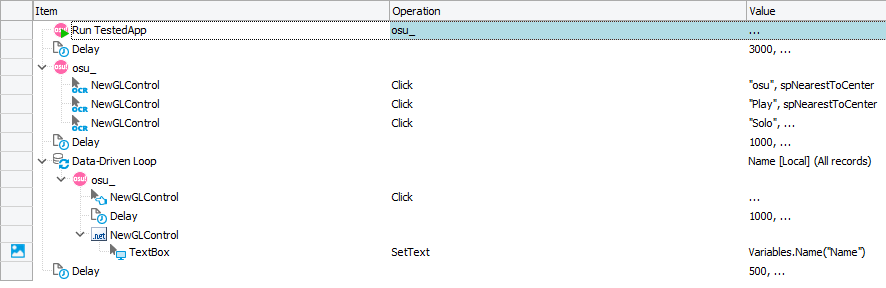 Item Operation Value
Run TestedApp osu_ ...
Delay 3000, ...
osu_
NewGLControl Click "osu", spNearestToCenter
NewGLControl Click "Play", spNearestToCenter
NewGLControl Click "Solo", ...
Delay 1000, ...
Data-Driven Loop Name [Local] (All records)
osu_
NewGLControl Click ...
Delay 1000, ...
NewGLControl
TextBox SetText Variables.Name("Name")
Delay 500, ...